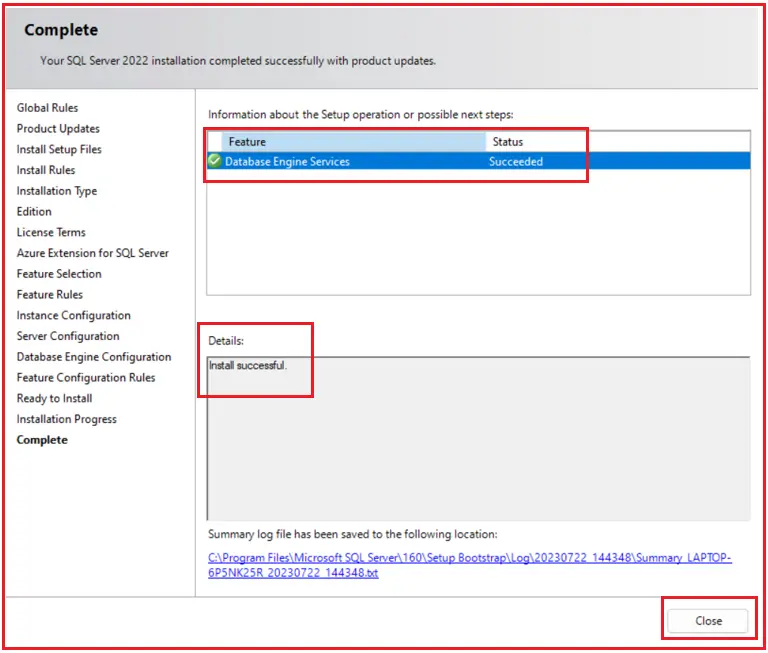 Complete
Your SQL Server 2022 installation completed successfully with product updates.
Global Rules
Product Updates
Install Setup Files
Install Rules
Installation Type
Edition
License Terms
Azure Extension for SQL Server
Feature Selection
Feature Rules
Instance Configuration
Server Configuration
Database Engine Configuration
Feature Configuration Rules
Ready to Install
Installation Progress
Complete
Information about the Setup operation or possible next steps:
Feature Status
Database Engine Services Succeeded
Details:
Install successful.
Summary log file has been saved to the following location:
C:\Program Files\Microsoft SQL Server\160\Setup Bootstrap\Log\20230722_144348\Summary_LAPTOP-
6P5NK25R_20230722_144348.txt
Close